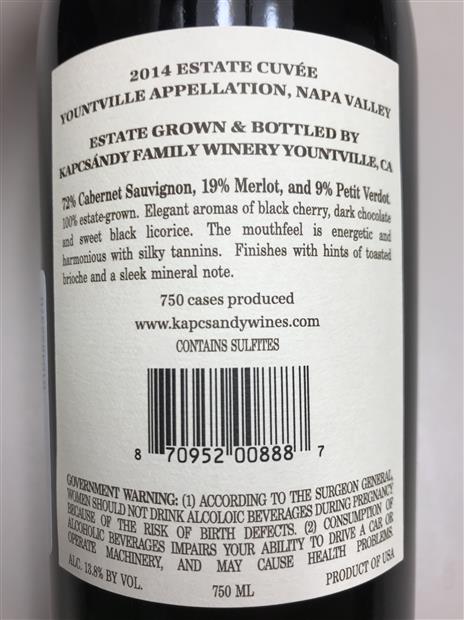 2014 ESTATE CUVÉE
YOUNTVILLE APPELLATION, NAPA VALLEY
ESTATE GROWN & BOTTLED BY
KAPCSÁNDY FAMILY WINERY YOUNTVILLE, CA
72% Cabernet Sauvignon, 19% Merlot, and 9% Petit Verdot.
100% estate-grown. Elegant aromas of black cherry, dark chocolate
and sweet black licorice. The mouthfeel is energetic and
harmonious with silky tannins. Finishes with hints of toasted
brioche and a sleek mineral note.
750 cases produced
www.kapcsandywines.com
CONTAINS SULFITES
8 70952 00888 7
GOVERNMENT WARNING: (1) ACCORDING TO THE SURGEON GENERAL,
WOMEN SHOULD NOT DRINK ALCOLOIC BEVERAGES DURING PREGNANCY
BECAUSE OF THE RISK OF BIRTH DEFECTS. (2) CONSUMPTION OF
ALCOHOLIC BEVERAGES IMPAIRS YOUR ABILITY TO DRIVE A CAR OR
OPERATE MACHINERY, AND MAY CAUSE HEALTH PROBLEMS.
ALC. 13.8% BY VOL. 750 ML PRODUCT OF USA